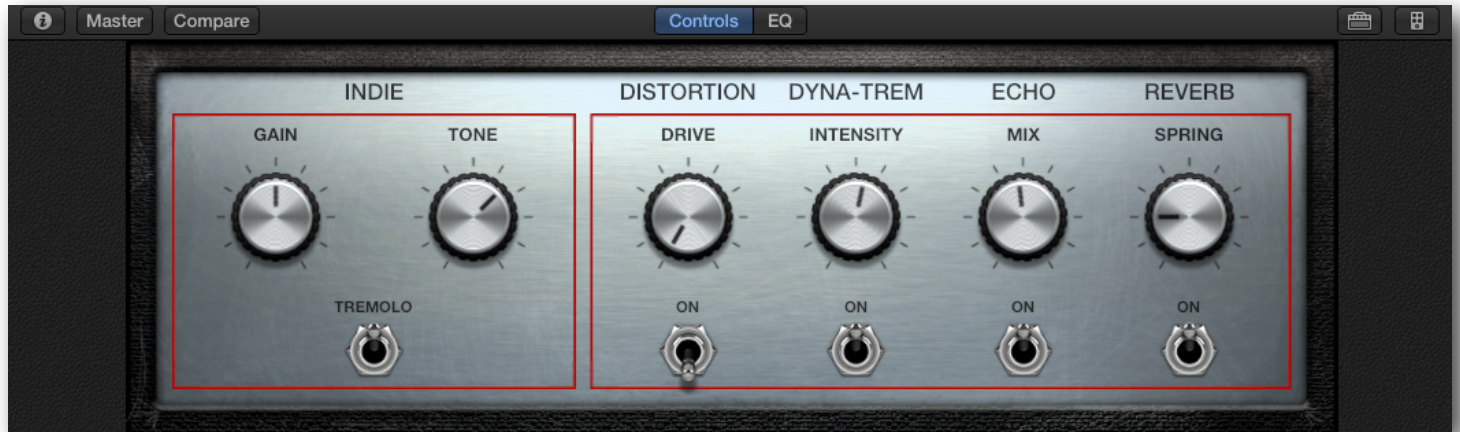 Master Compare Controls EQ
INDIE DISTORTION DYNA-TREM ECHO REVERB
GAIN TONE DRIVE INTENSITY MIX SPRING
TREMOLO ON ON ON ON